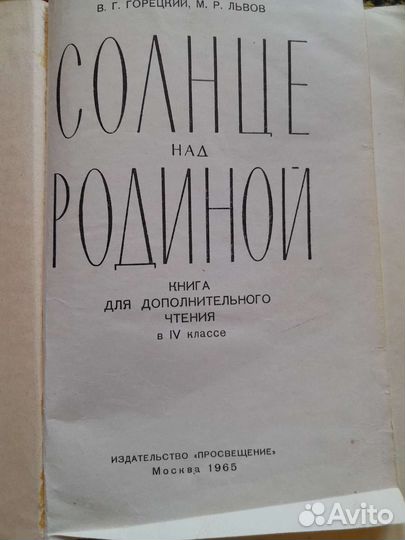 В. Г. ГОРЕЦКИЙ, М. Р. ЛЬВОВ
СОЛНЦЕ
НАД
РОДИНОЙ
КНИГА
ДЛЯ ДОПОЛНИТЕЛЬНОГО
ЧТЕНИЯ
в IV классе
ИЗДАТЕЛЬСТВО «ПРОСВЕЩЕНИЕ»
Москва 1965
Avito